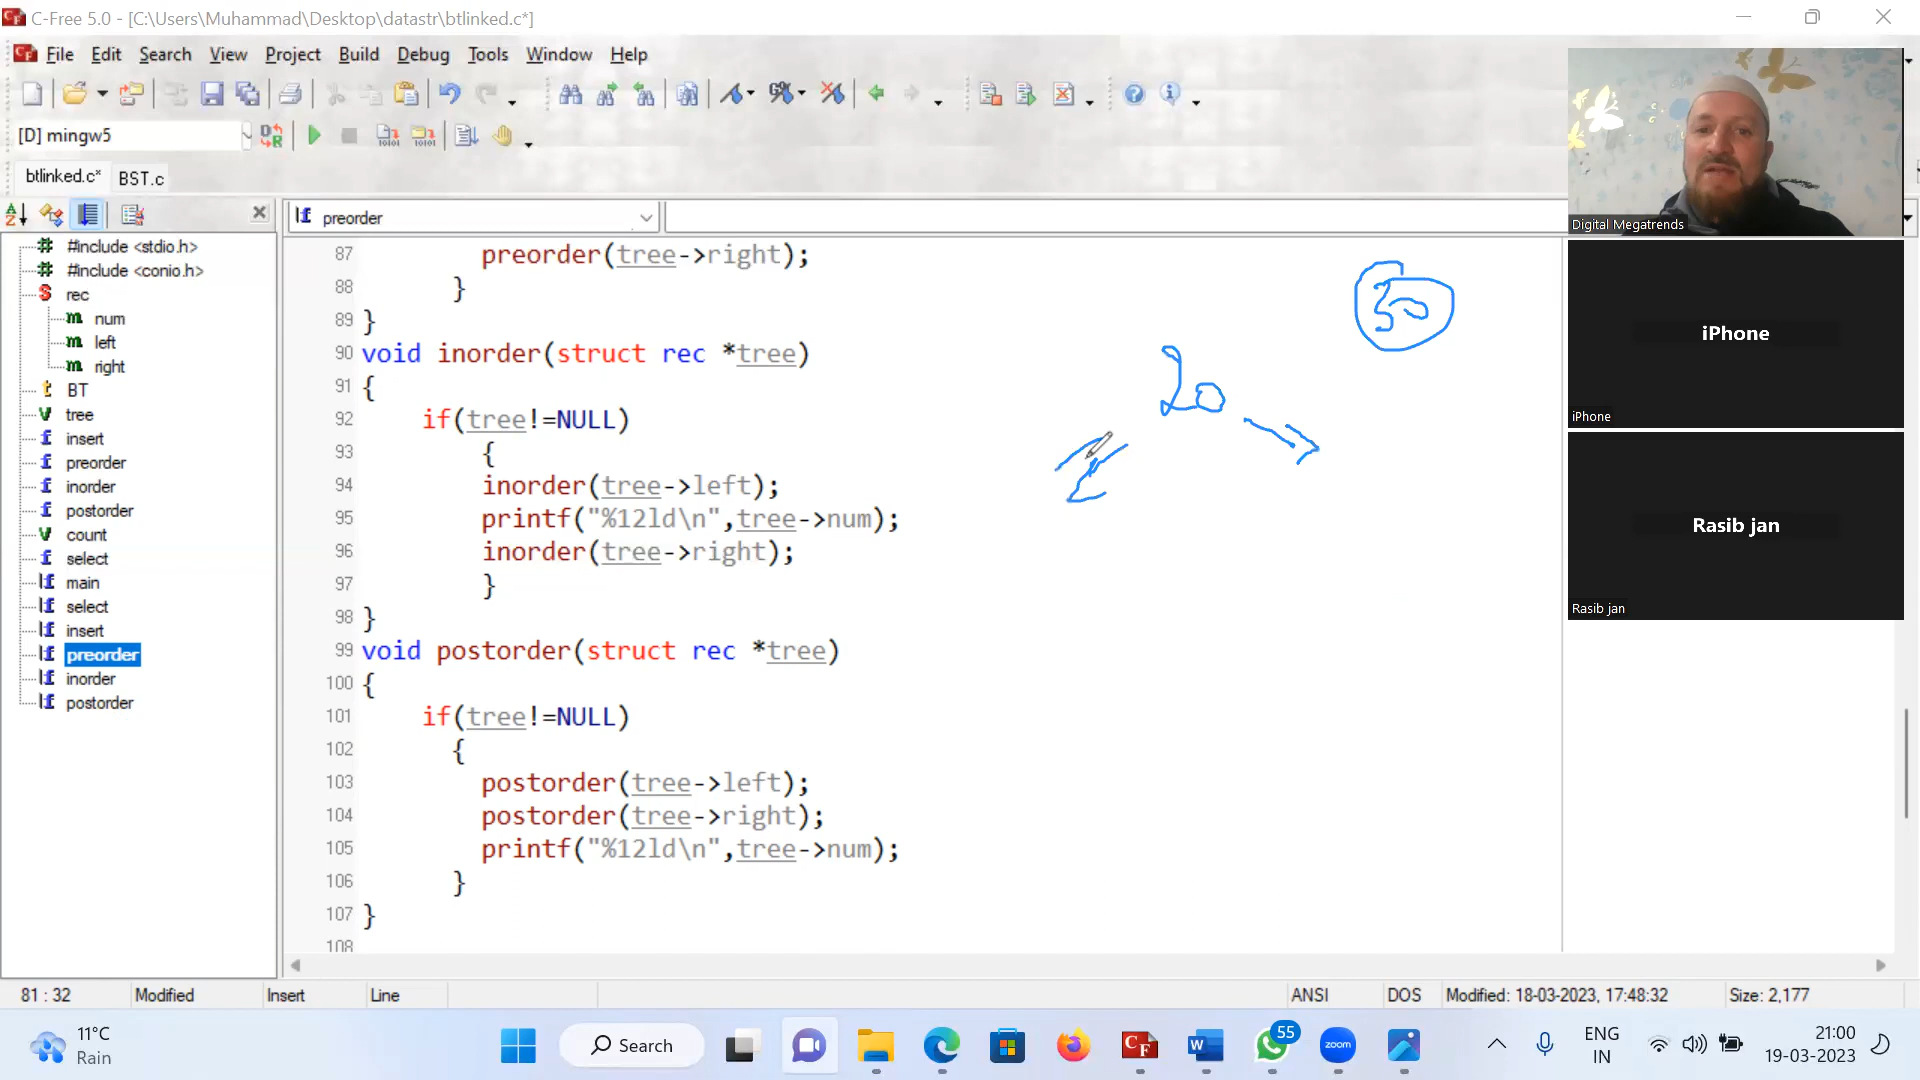 C-Free 5.0 - [C:\Users\Muhammad\Desktop\datastr\btlinked.c*]
File Edit Search View Project Build Debug Tools Window Help
[D] mingw5
btlinked.c* BST.c
preorder
#include <stdio.h>
#include <conio.h>
rec
num
left
right
BT
tree
insert
preorder
inorder
postorder
count
select
main
select
insert
preorder
inorder
postorder
87 preorder(tree->right);
88 }
89 }
90 void inorder(struct rec *tree)
91 {
92 if(tree!=NULL)
93 {
94 inorder(tree->left);
95 printf("%12ld\n",tree->num);
96 inorder(tree->right);
97 }
98 }
99 void postorder(struct rec *tree)
100 {
101 if(tree!=NULL)
102 {
103 postorder(tree->left);
104 postorder(tree->right);
105 printf("%12ld\n",tree->num);
106 }
107 }
108
30
20
Digital Megatrends
iPhone
iPhone
Rasib jan
Rasib jan
81 : 32 Modified Insert Line ANSI DOS Modified: 18-03-2023, 17:48:32 Size: 2,177
11°C
Rain
Search
55
zoom
ENG
IN
21:00
19-03-2023